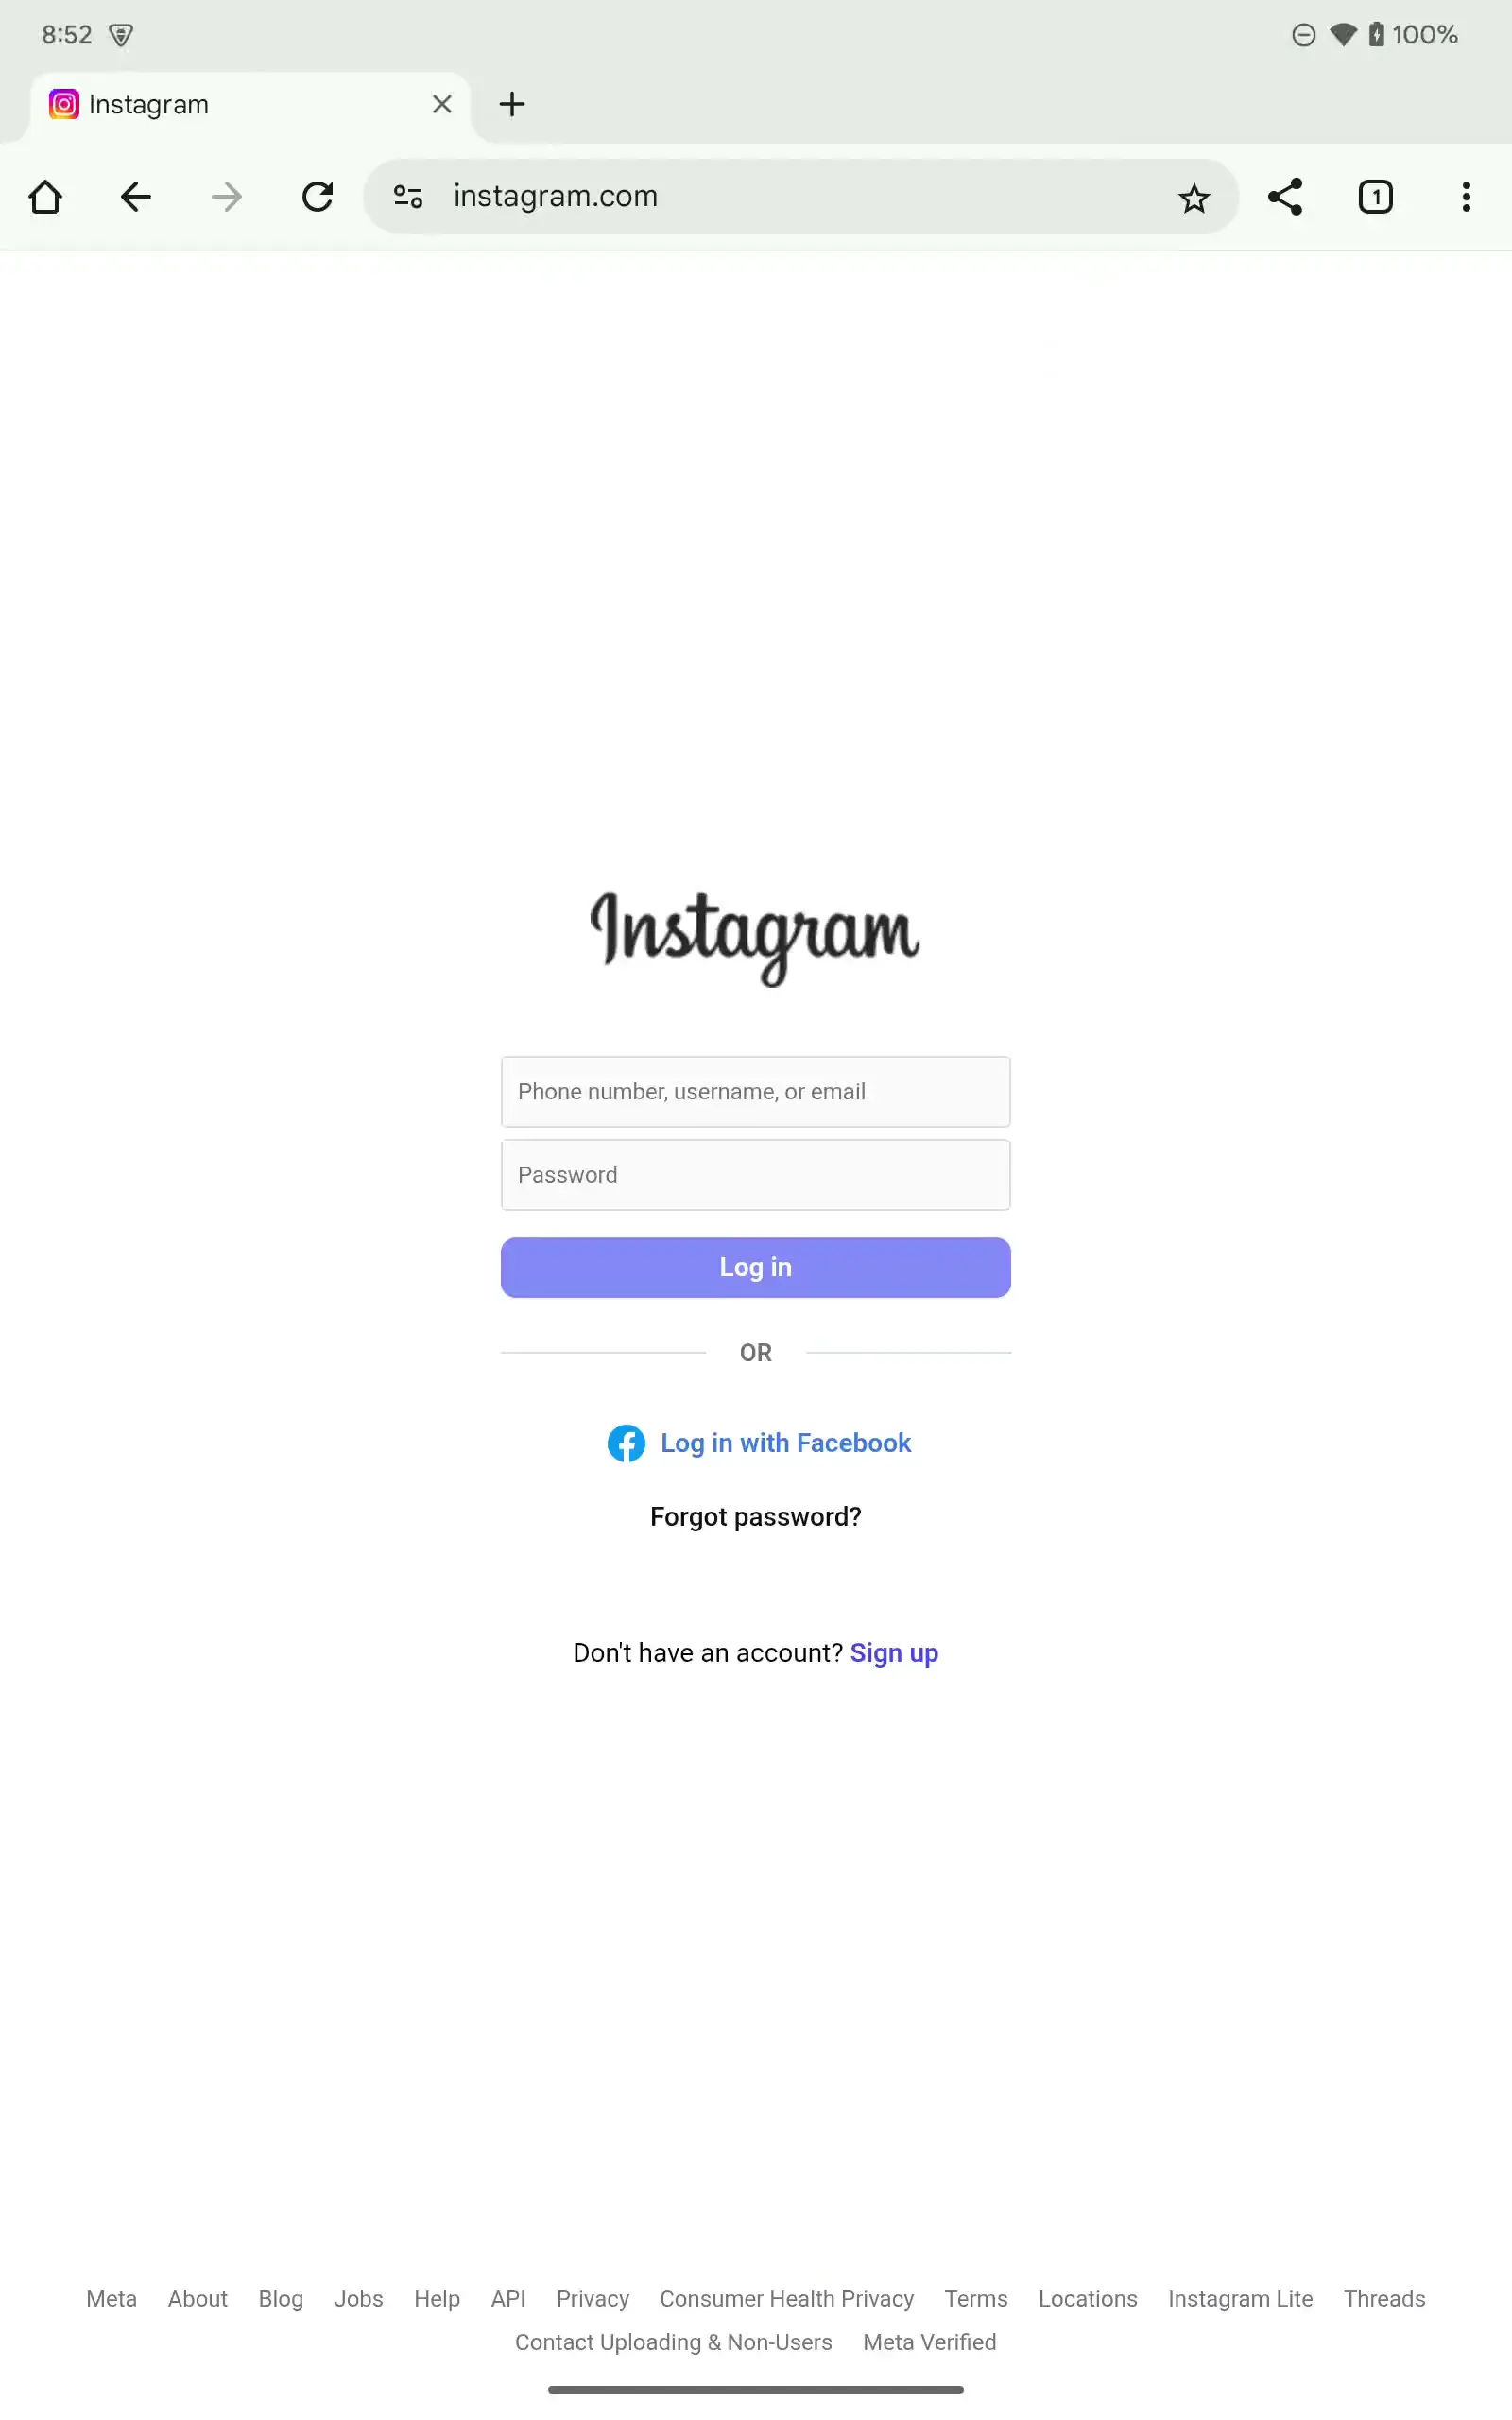 8:52
100%
Instagram
instagram.com
1
Instagram
Phone number, username, or email
Password
Log in
OR
Log in with Facebook
Forgot password?
Don't have an account? Sign up
Meta About Blog Jobs Help API Privacy Consumer Health Privacy Terms Locations Instagram Lite Threads
Contact Uploading & Non-Users Meta Verified